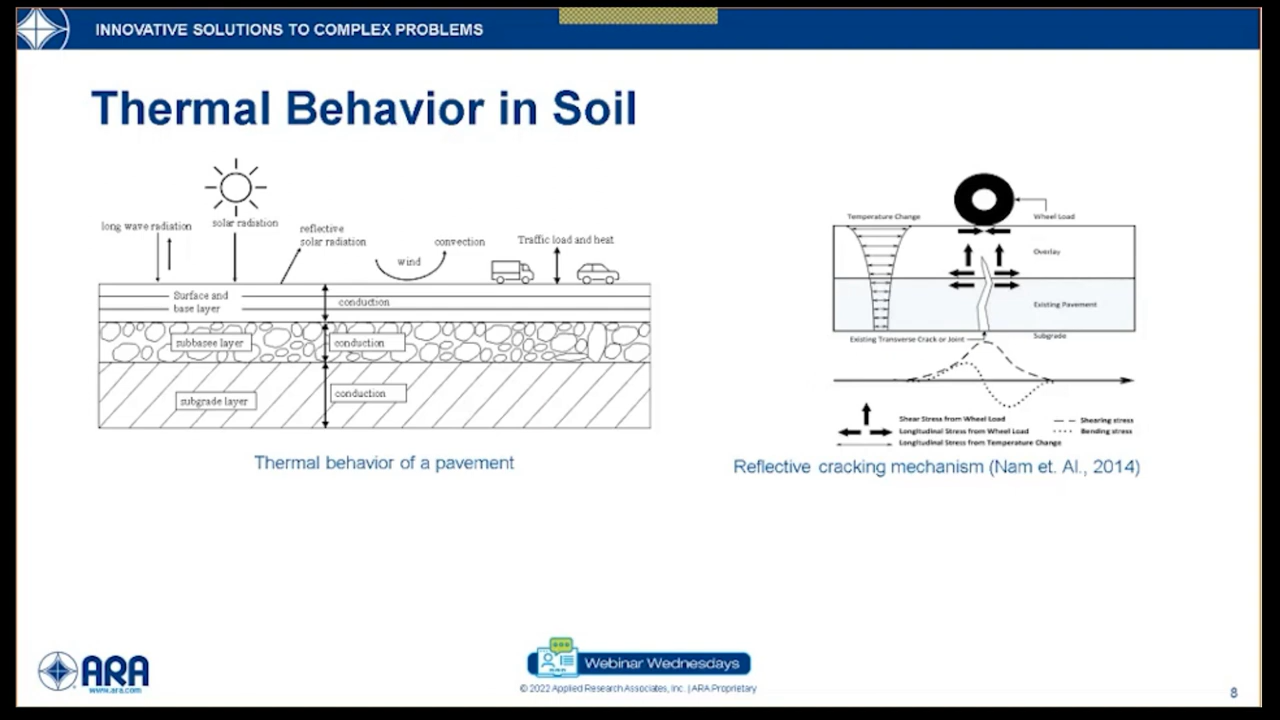 INNOVATIVE SOLUTIONS TO COMPLEX PROBLEMS
Thermal Behavior in Soil
long wave radiation
solar radiation
reflective
solar radiation
convection
wind
Traffic load and heat
Surface and
base layer
conduction
subbasee layer
conduction
subgrade layer
conduction
Thermal behavior of a pavement
Temperature Change
Wheel Load
Overlay
Existing Pavement
Subgrade
Existing Transverse Crack or Joint
Shear Stress from Wheel Load
Longitudinal Stress from Wheel Load
Longitudinal Stress from Temperature Change
Shearing stress
Bending stress
Reflective cracking mechanism (Nam et. Al., 2014)
ARA
www.ara.com
Webinar Wednesdays
© 2022 Applied Research Associates, Inc. | ARA Proprietary
8